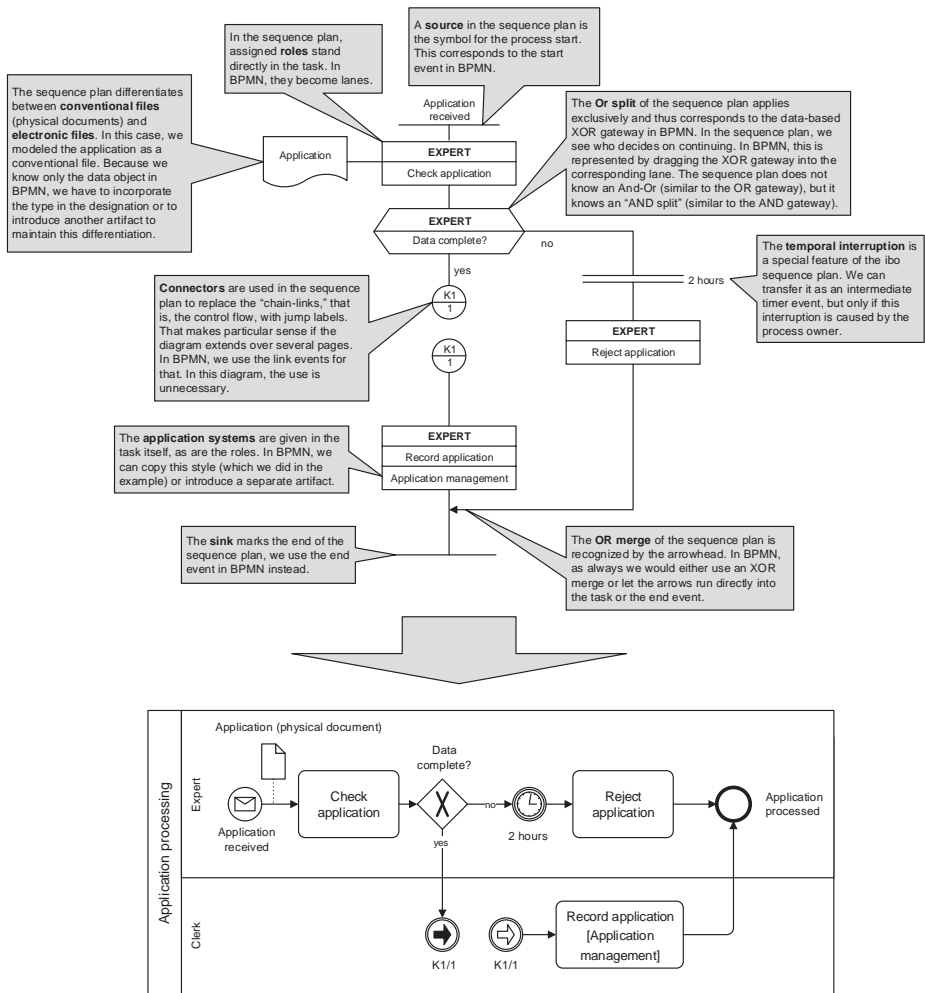 A source in the sequence plan is
the symbol for the process start.
This corresponds to the start
event in BPMN.
In the sequence plan,
assigned roles stand
directly in the task. In
BPMN, they become lanes.
The sequence plan differentiates
between conventional files
(physical documents) and
electronic files. In this case, we
modeled the application as a
conventional file. Because we
know only the data object in
BPMN, we have to incorporate
the type in the designation or to
introduce another artifact to
maintain this differentiation.
Application
received
Application
EXPERT
Check application
The Or split of the sequence plan applies
exclusively and thus corresponds to the data-based
XOR gateway in BPMN. In the sequence plan, we
see who decides on continuing. In BPMN, this is
represented by dragging the XOR gateway into the
corresponding lane. The sequence plan does not
know an And-Or (similar to the OR gateway), but it
knows an “AND split” (similar to the AND gateway).
EXPERT
Data complete?
no
yes
2 hours
The temporal interruption is
a special feature of the ibo
sequence plan. We can
transfer it as an intermediate
timer event, but only if this
interruption is caused by the
process owner.
Connectors are used in the sequence
plan to replace the “chain-links,” that
is, the control flow, with jump labels.
That makes particular sense if the
diagram extends over several pages.
In BPMN, we use the link events for
that. In this diagram, the use is
unnecessary.
K1
1
K1
1
EXPERT
Reject application
The application systems are given in the
task itself, as are the roles. In BPMN, we
can copy this style (which we did in the
example) or introduce a separate artifact.
EXPERT
Record application
Application management
The sink marks the end of the
sequence plan, we use the end
event in BPMN instead.
The OR merge of the sequence plan is
recognized by the arrowhead. In BPMN,
as always we would either use an XOR
merge or let the arrows run directly into
the task or the end event.
Application processing
Expert
Application (physical document)
Application
received
Check
application
Data
complete?
no
yes
2 hours
Reject
application
Application
processed
Clerk
K1/1
K1/1
Record application
[Application
management]